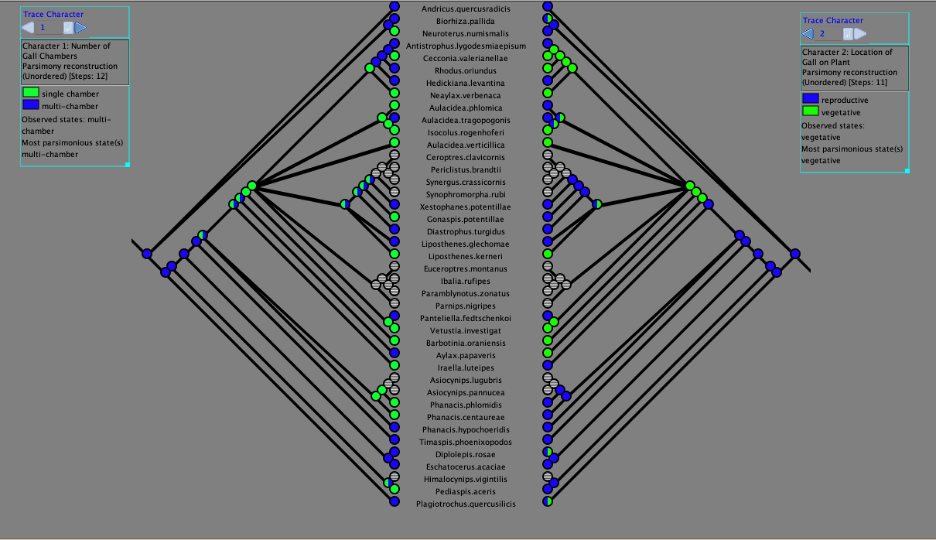 Trace Character
1
Character 1: Number of
Gall Chambers
Parsimony reconstruction
(Unordered) [Steps: 12]
single chamber
multi-chamber
Observed states: multi-
chamber
Most parsimonious state(s)
multi-chamber
Andricus.quercusradicis
Biorhiza.pallida
Neuroterus.numismalis
Antistrophus.lygodesmiaepisum
Cecconia.valerianellae
Rhodus.oriundus
Hedickiana.levantina
Neaylax.verbenaca
Aulacidea.phlomica
Aulacidea.tragopogonis
Isocolus.rogenhoferi
Aulacidea.verticillica
Ceroptres.clavicornis
Periclistus.brandtii
Synergus.crassicornis
Synophromorpha.rubi
Xestophanes.potentillae
Gonaspis.potentillae
Diastrophus.turgidus
Liposthenes.glechomae
Liposthenes.kerneri
Euceroptres.montanus
Ibalia.rufipes
Paramblynotus.zonatus
Parnips.nigripes
Panteliella.fedtschenkoi
Vetustia.investigat
Barbotinia.oraniensis
Aylax.papaveris
Iraella.luteipes
Asiocynips.lugubris
Asiocynips.pannucea
Phanacis.phlomidis
Phanacis.centaureae
Phanacis.hypochoeridis
Timaspis.phoenixopodos
Diplolepis.rosae
Eschatocerus.acaciae
Himalocynips.vigintilis
Pediaspis.aceris
Plagiotrochus.quercusilicis
Trace Character
2
Character 2: Location of
Gall on Plant
Parsimony reconstruction
(Unordered) [Steps: 11]
reproductive
vegetative
Observed states:
vegetative
Most parsimonious state(s)
vegetative